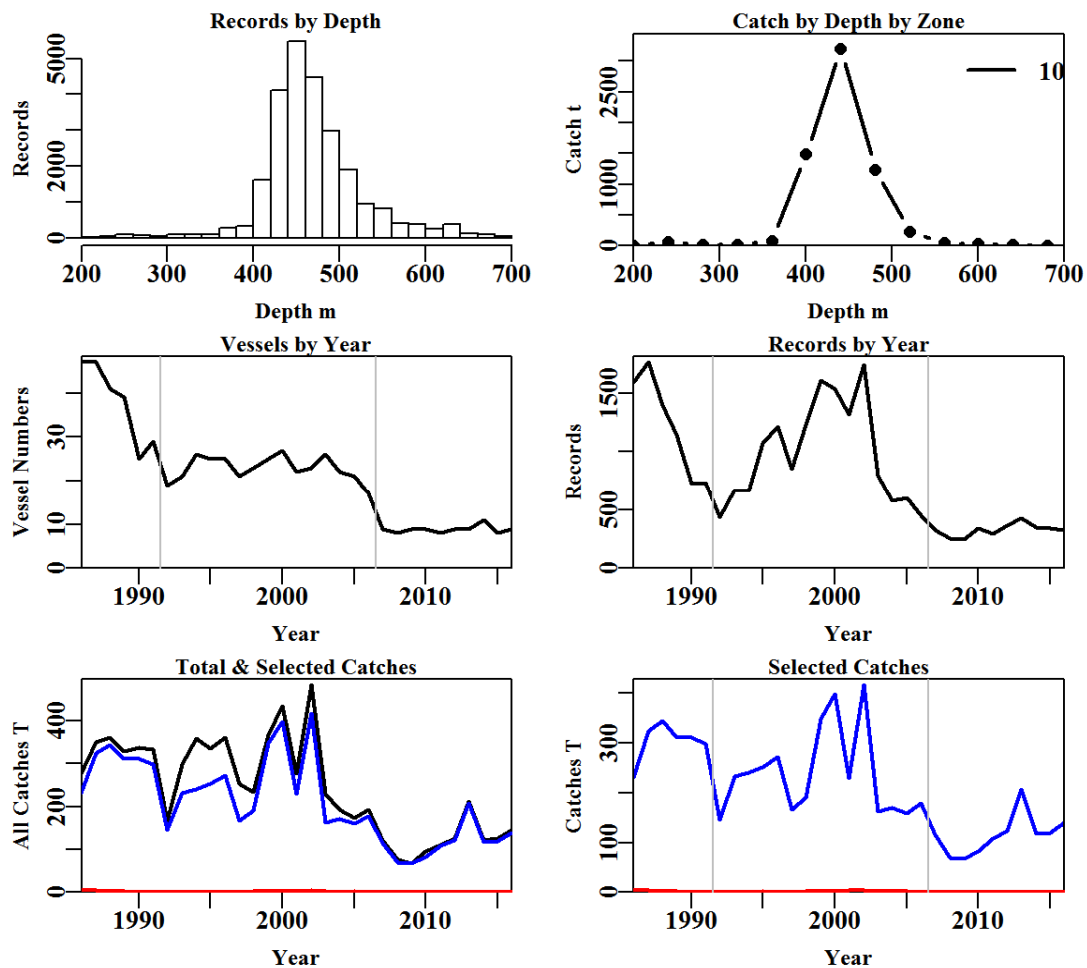 Records by Depth
Records
5000
2000
0
200 300 400 500 600 700
Depth m
Catch by Depth by Zone
Catch t
2500
1000
0
10
200 300 400 500 600 700
Depth m
Vessels by Year
Vessel Numbers
30
10
0
1990 2000 2010
Year
Records by Year
Records
1500
500
0
1990 2000 2010
Year
Total & Selected Catches
All Catches T
400
200
0
1990 2000 2010
Year
Selected Catches
Catches T
300
100
0
1990 2000 2010
Year